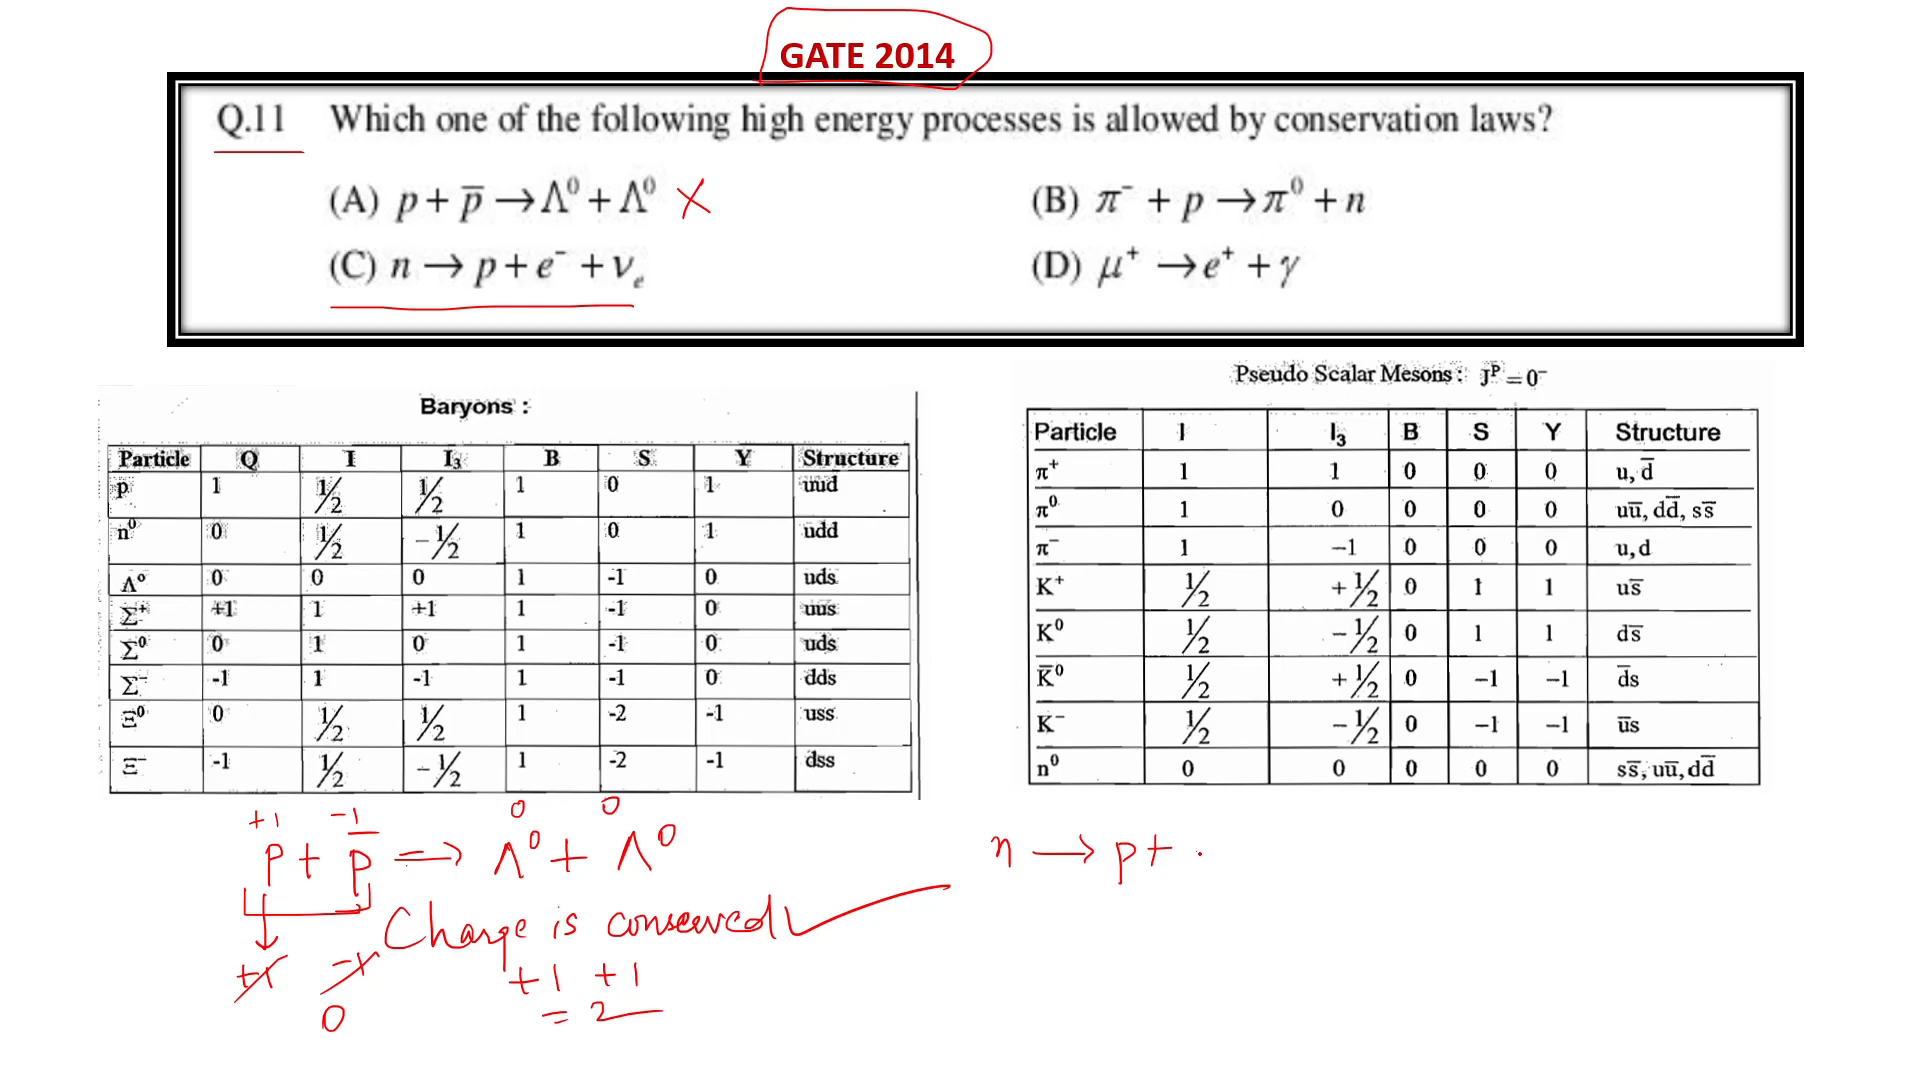 GATE 2014
Q.11 Which one of the following high energy processes is allowed by conservation laws?
(A) p + p̅ → Λ⁰ + Λ⁰ ✗ (B) π⁻ + p → π⁰ + n
(C) n → p + e⁻ + νₑ (D) μ⁺ → e⁺ + γ
Baryons :
Particle Q I I₃ B S Y Structure
p 1 1/2 1/2 1 0 1 uud
n⁰ 0 1/2 -1/2 1 0 1 udd
Λ⁰ 0 0 0 1 -1 0 uds
Σ⁺ +1 1 +1 1 -1 0 uus
Σ⁰ 0 1 0 1 -1 0 uds
Σ⁻ -1 1 -1 1 -1 0 dds
Ξ⁰ 0 1/2 1/2 1 -2 -1 uss
Ξ⁻ -1 1/2 -1/2 1 -2 -1 dss
Pseudo Scalar Mesons : Jᴾ = 0⁻
Particle I I₃ B S Y Structure
π⁺ 1 1 0 0 0 u, d̅
π⁰ 1 0 0 0 0 uu̅, dd̅, ss̅
π⁻ 1 −1 0 0 0 u,d
K⁺ 1/2 +1/2 0 1 1 us̅
K⁰ 1/2 −1/2 0 1 1 ds̅
K̅⁰ 1/2 +1/2 0 −1 −1 d̅s
K⁻ 1/2 −1/2 0 −1 −1 u̅s
n⁰ 0 0 0 0 0 ss̅, uu̅, dd̅
+1 −1 0 0
p + p̅ ⇒ Λ⁰ + Λ⁰
Charge is conserved ✓
+1 −1 +1 +1
0 = 2
n → p +